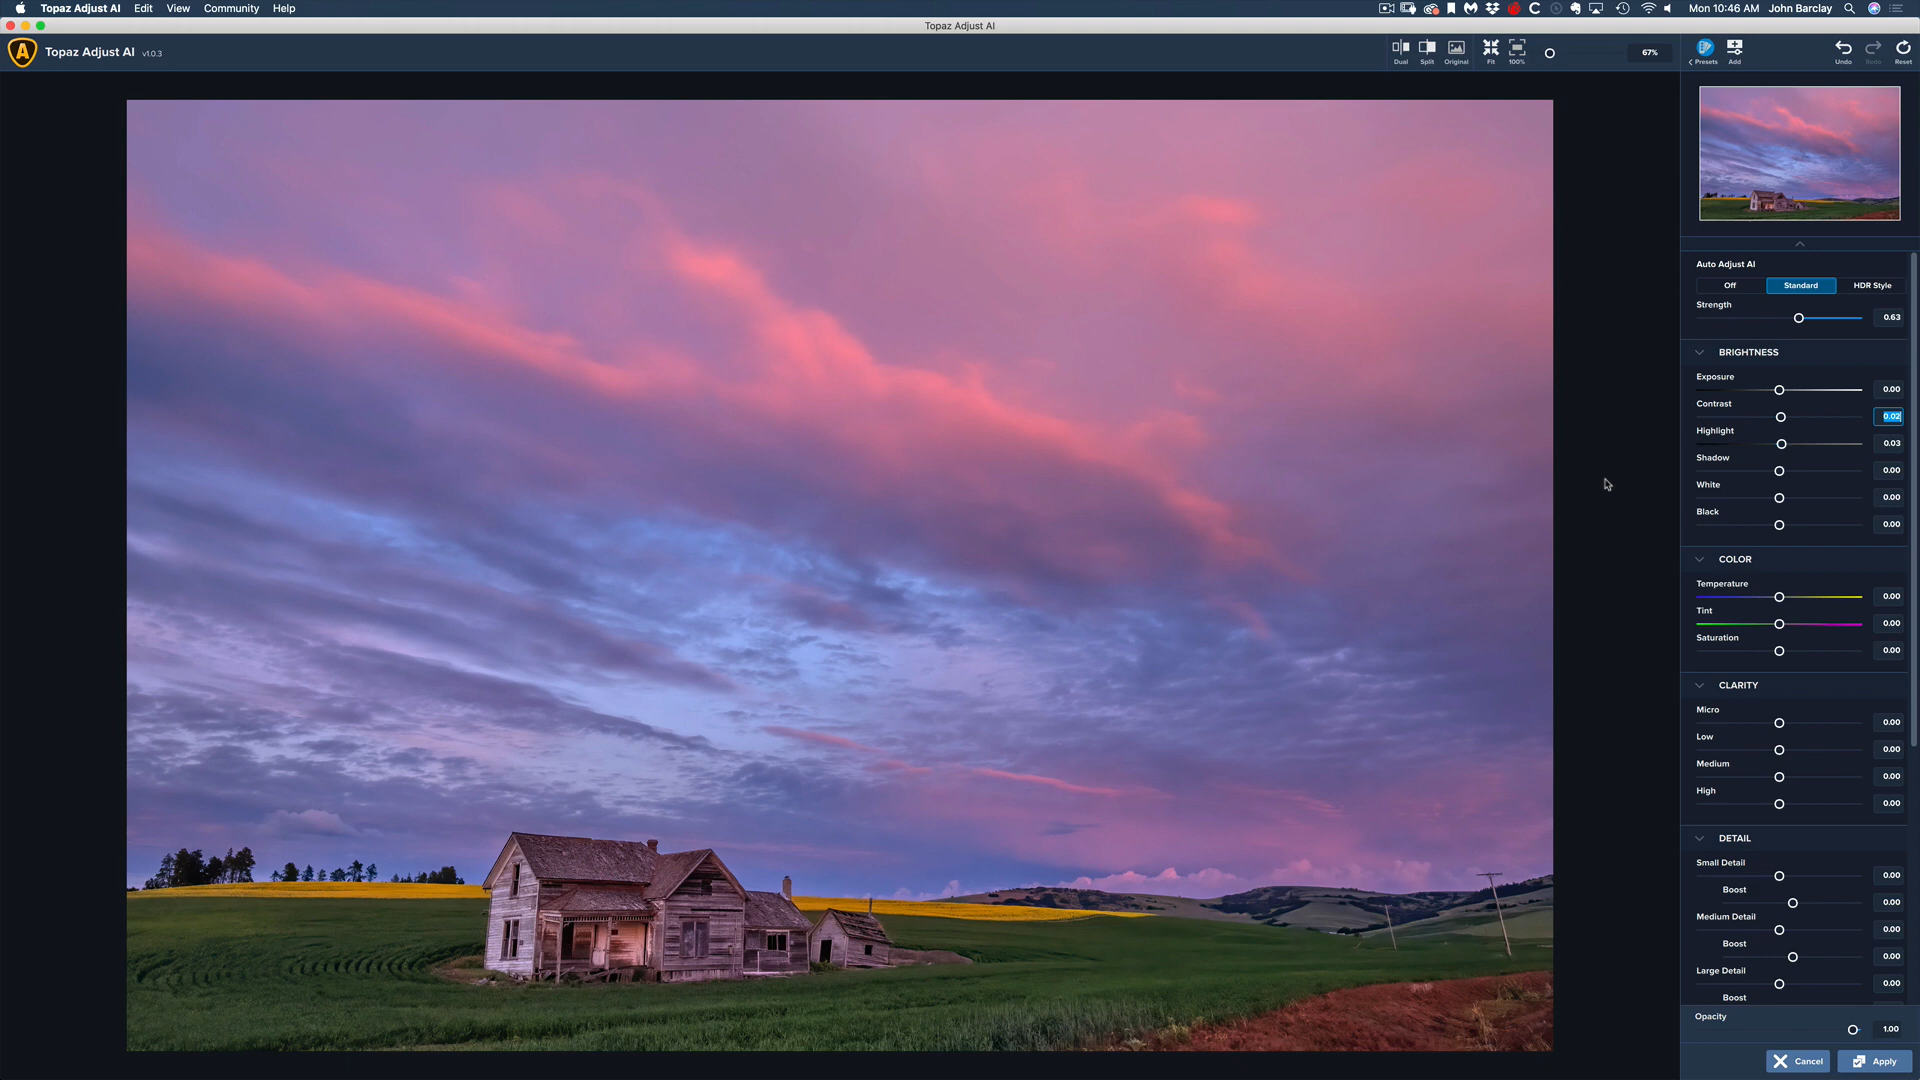 Topaz Adjust AI Edit View Community Help Mon 10:46 AM John Barclay
Topaz Adjust AI
Topaz Adjust AI v1.0.3
Dual Split Original Fit 100% 67% Presets Add Undo Redo Reset
Auto Adjust AI
Off Standard HDR Style
Strength
0.63
BRIGHTNESS
Exposure
0.00
Contrast
0.02
Highlight
0.03
Shadow
0.00
White
0.00
Black
0.00
COLOR
Temperature
0.00
Tint
0.00
Saturation
0.00
CLARITY
Micro
0.00
Low
0.00
Medium
0.00
High
0.00
DETAIL
Small Detail
0.00
Boost
0.00
Medium Detail
0.00
Boost
0.00
Large Detail
0.00
Boost
Opacity
1.00
Cancel Apply